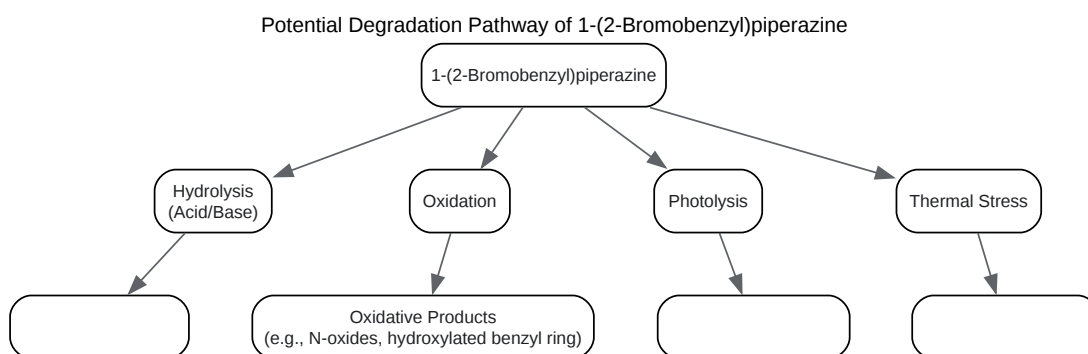 Potential Degradation Pathway of 1-(2-Bromobenzyl)piperazine
1-(2-Bromobenzyl)piperazine
Hydrolysis
(Acid/Base)
Oxidation
Photolysis
Thermal Stress
Oxidative Products
(e.g., N-oxides, hydroxylated benzyl ring)